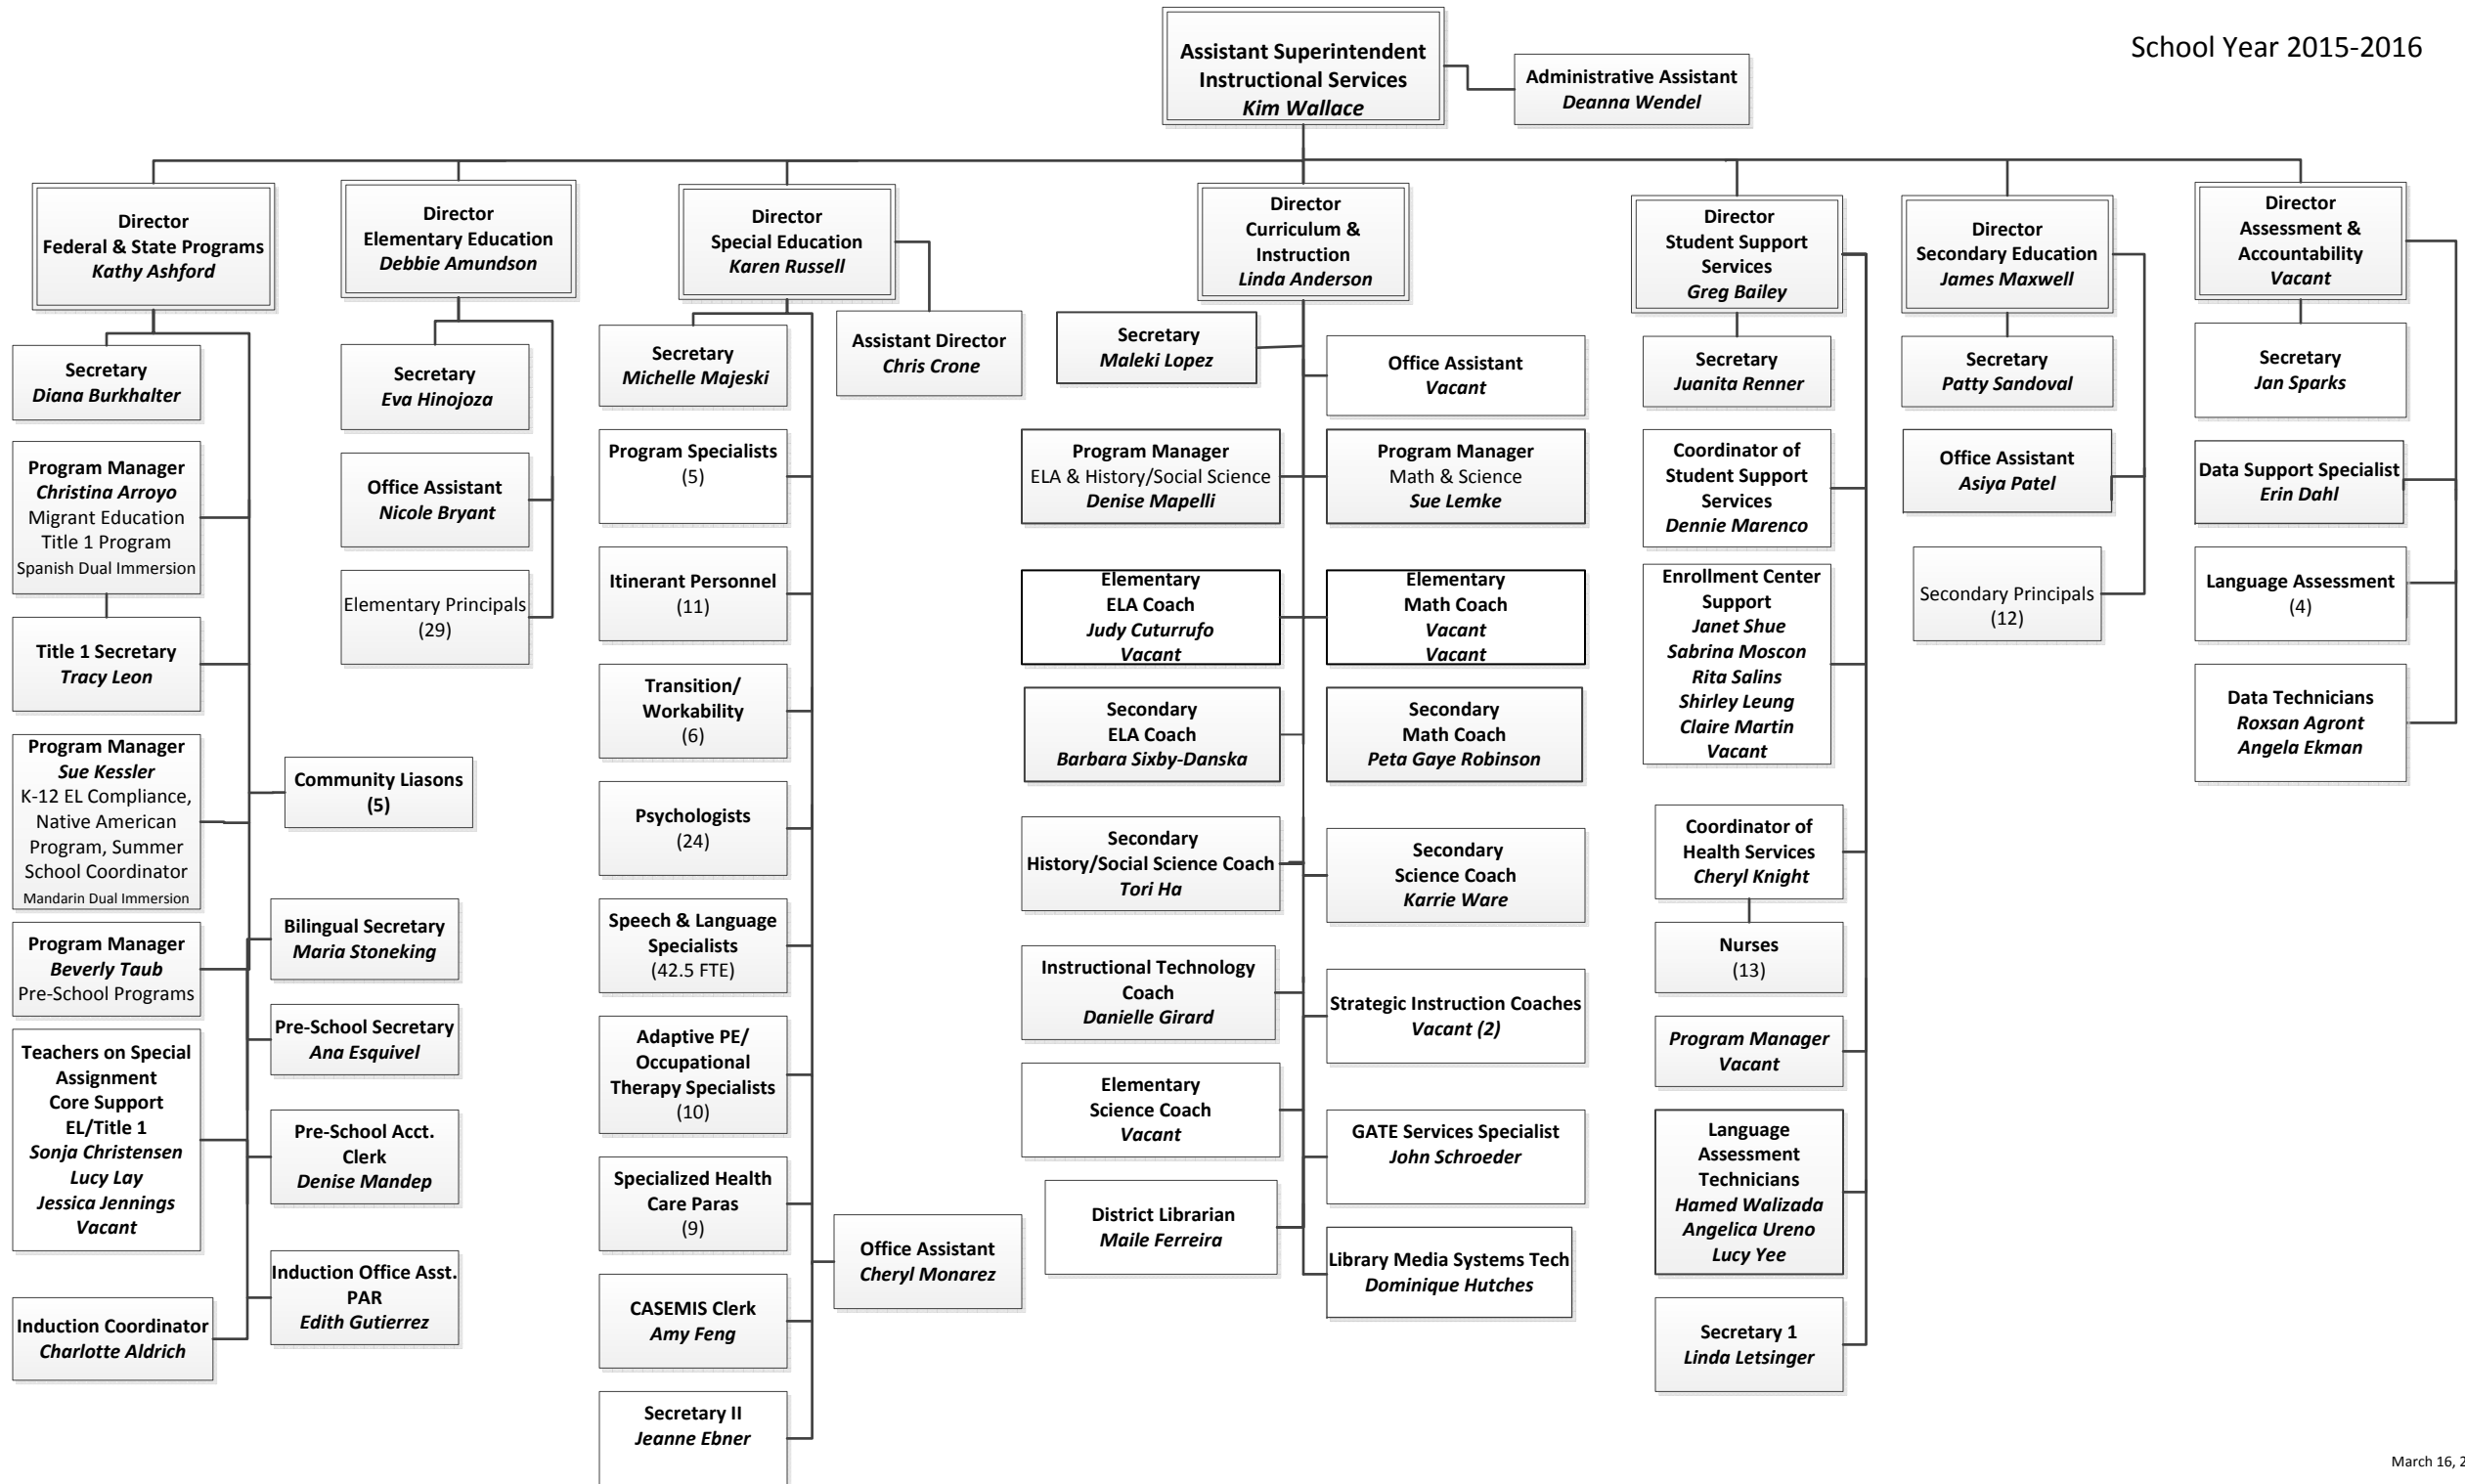 School Year 2015-2016
Assistant Superintendent
Instructional Services
Kim Wallace
Administrative Assistant
Deanna Wendel
Director
Federal & State Programs
Kathy Ashford
Secretary
Diana Burkhalter
Program Manager
Christina Arroyo
Migrant Education
Title 1 Program
Spanish Dual Immersion
Title 1 Secretary
Tracy Leon
Program Manager
Sue Kessler
K-12 EL Compliance,
Native American
Program, Summer
School Coordinator
Mandarin Dual Immersion
Community Liasons
(5)
Program Manager
Beverly Taub
Pre-School Programs
Bilingual Secretary
Maria Stoneking
Pre-School Secretary
Ana Esquivel
Teachers on Special
Assignment
Core Support
EL/Title 1
Sonja Christensen
Lucy Lay
Jessica Jennings
Vacant
Pre-School Acct.
Clerk
Denise Mandep
Induction Office Asst.
PAR
Edith Gutierrez
Induction Coordinator
Charlotte Aldrich
Director
Elementary Education
Debbie Amundson
Secretary
Eva Hinojoza
Office Assistant
Nicole Bryant
Elementary Principals
(29)
Director
Special Education
Karen Russell
Assistant Director
Chris Crone
Secretary
Michelle Majeski
Program Specialists
(5)
Itinerant Personnel
(11)
Transition/
Workability
(6)
Psychologists
(24)
Speech & Language
Specialists
(42.5 FTE)
Adaptive PE/
Occupational
Therapy Specialists
(10)
Specialized Health
Care Paras
(9)
Office Assistant
Cheryl Monarez
CASEMIS Clerk
Amy Feng
Secretary II
Jeanne Ebner
Director
Curriculum &
Instruction
Linda Anderson
Secretary
Maleki Lopez
Office Assistant
Vacant
Program Manager
ELA & History/Social Science
Denise Mapelli
Program Manager
Math & Science
Sue Lemke
Elementary
ELA Coach
Judy Cuturrufo
Vacant
Elementary
Math Coach
Vacant
Vacant
Secondary
ELA Coach
Barbara Sixby-Danska
Secondary
Math Coach
Peta Gaye Robinson
Secondary
History/Social Science Coach
Tori Ha
Secondary
Science Coach
Karrie Ware
Instructional Technology
Coach
Danielle Girard
Strategic Instruction Coaches
Vacant (2)
Elementary
Science Coach
Vacant
GATE Services Specialist
John Schroeder
District Librarian
Maile Ferreira
Library Media Systems Tech
Dominique Hutches
Director
Student Support
Services
Greg Bailey
Secretary
Juanita Renner
Coordinator of
Student Support
Services
Dennie Marenco
Enrollment Center
Support
Janet Shue
Sabrina Moscon
Rita Salins
Shirley Leung
Claire Martin
Vacant
Coordinator of
Health Services
Cheryl Knight
Nurses
(13)
Program Manager
Vacant
Language
Assessment
Technicians
Hamed Walizada
Angelica Ureno
Lucy Yee
Secretary 1
Linda Letsinger
Director
Secondary Education
James Maxwell
Secretary
Patty Sandoval
Office Assistant
Asiya Patel
Secondary Principals
(12)
Director
Assessment &
Accountability
Vacant
Secretary
Jan Sparks
Data Support Specialist
Erin Dahl
Language Assessment
(4)
Data Technicians
Roxsan Agront
Angela Ekman
March 16, 2